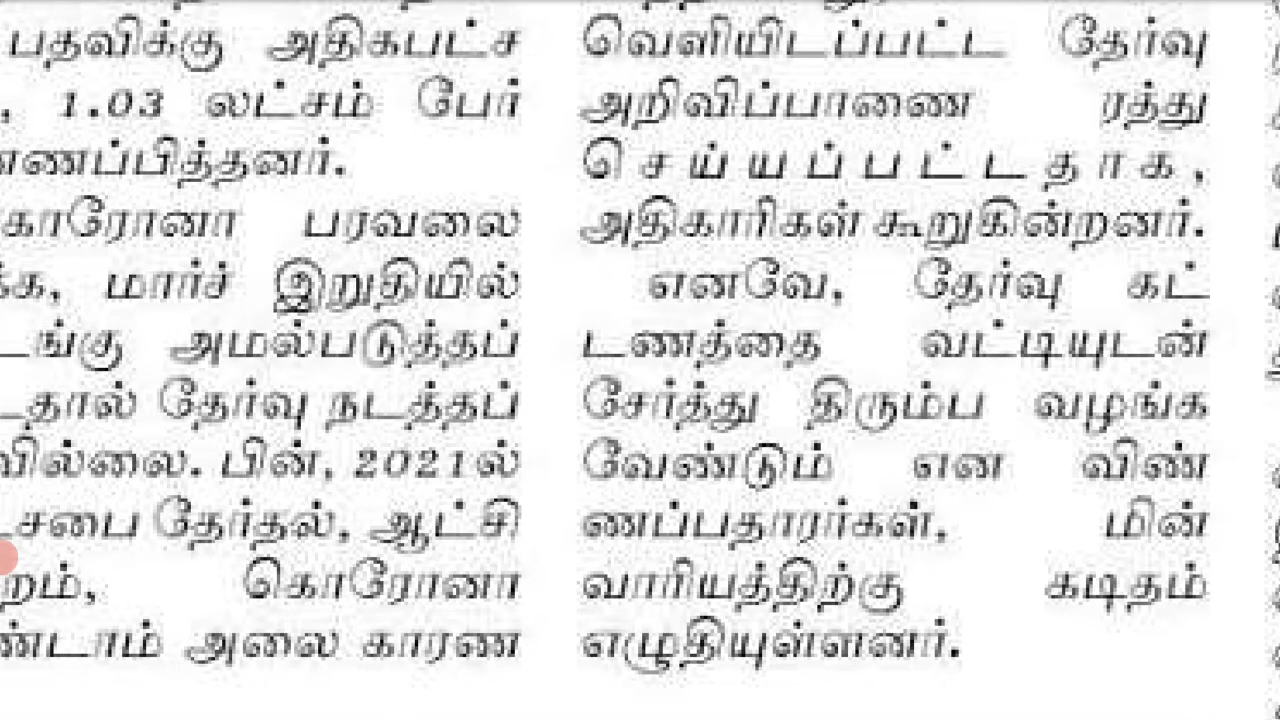 பதவிக்கு அதிகபட்ச
, 1.03 லட்சம் பேர்
ணப்பித்தனர்.
காரோனா பரவலை
க்க, மார்ச் இறுதியில்
டங்கு அமல்படுத்தப்
டதால் தேர்வு நடத்தப்
வில்லை. பின், 2021ல்
டசபை தேர்தல், ஆட்சி
றம், கொரோனா
ண்டாம் அலை காரண
வெளியிடப்பட்ட தேர்வு
அறிவிப்பாணை ரத்து
செய்யப்பட்டதாக,
அதிகாரிகள் கூறுகின்றனர்.
எனவே, தேர்வு கட்
டணத்தை வட்டியுடன்
சேர்த்து திரும்ப வழங்க
வேண்டும் என விண்
ணப்பதாரர்கள், மின்
வாரியத்திற்கு கடிதம்
எழுதியுள்ளனர்.